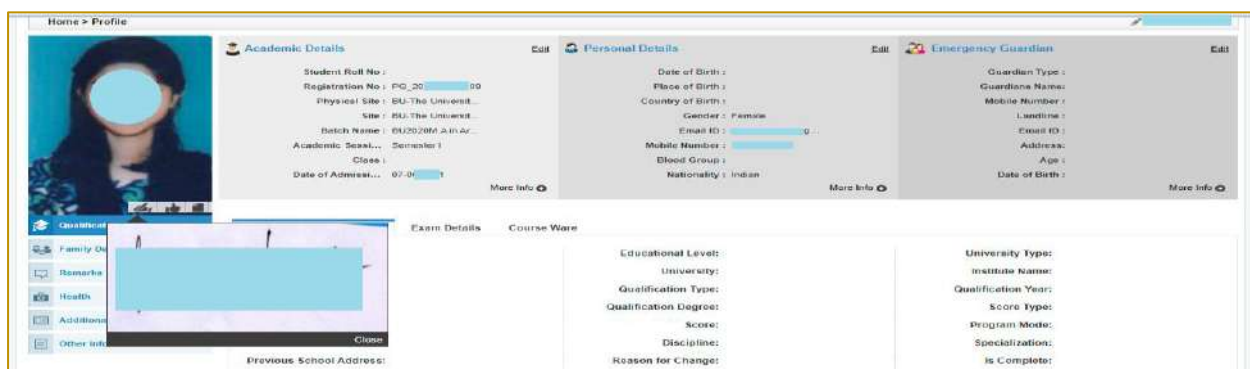 Home > Profile
Academic Details Edit
Student Roll No :
Registration No : PG_20 09
Physical Site : BU-The Universit...
Site : BU-The Universit...
Batch Name : BU2020M.A in Ar...
Academic Sessi... Semester I
Class :
Date of Admissi... 07-0 1
More Info
Personal Details Edit
Date of Birth :
Place of Birth :
Country of Birth :
Gender : Female
Email ID : g...
Mobile Number :
Blood Group :
Nationality : Indian
More Info
Emergency Guardian Edit
Guardian Type :
Guardians Name:
Mobile Number :
Landline :
Email ID :
Address:
Age :
Date of Birth :
More Info
Qualificat
Family De
Remarks
Health
Additiona
Other Info
Close
Exam Details Course Ware
Previous School Address:
Educational Level:
University:
Qualification Type:
Qualification Degree:
Score:
Discipline:
Reason for Change:
University Type:
Institute Name:
Qualification Year:
Score Type:
Program Mode:
Specialization:
Is Complete: